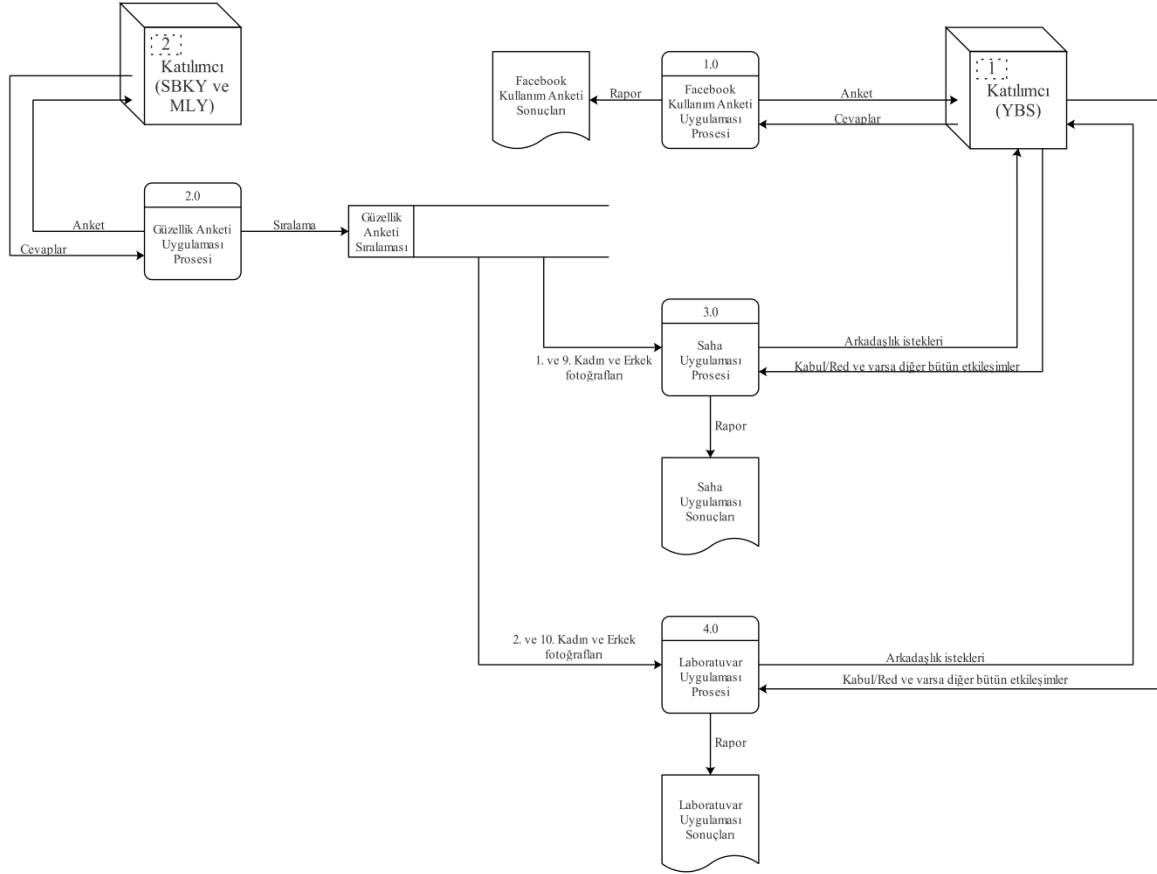 2
Katılımcı
(SBKY ve
MLY)
Facebook
Kullanım Anketi
Sonuçları
Rapor
1.0
Facebook
Kullanım Anketi
Uygulaması
Prosesi
Anket
Cevaplar
1
Katılımcı
(YBS)
2.0
Güzellik Anketi
Uygulaması
Prosesi
Anket
Cevaplar
Sıralama
Güzellik
Anketi
Sıralaması
3.0
Saha
Uygulaması
Prosesi
1. ve 9. Kadın ve Erkek
fotoğrafları
Arkadaşlık istekleri
Kabul/Red ve varsa diğer bütün etkileşimler
Rapor
Saha
Uygulaması
Sonuçları
4.0
Laboratuvar
Uygulaması
Prosesi
2. ve 10. Kadın ve Erkek
fotoğrafları
Arkadaşlık istekleri
Kabul/Red ve varsa diğer bütün etkileşimler
Rapor
Laboratuvar
Uygulaması
Sonuçları